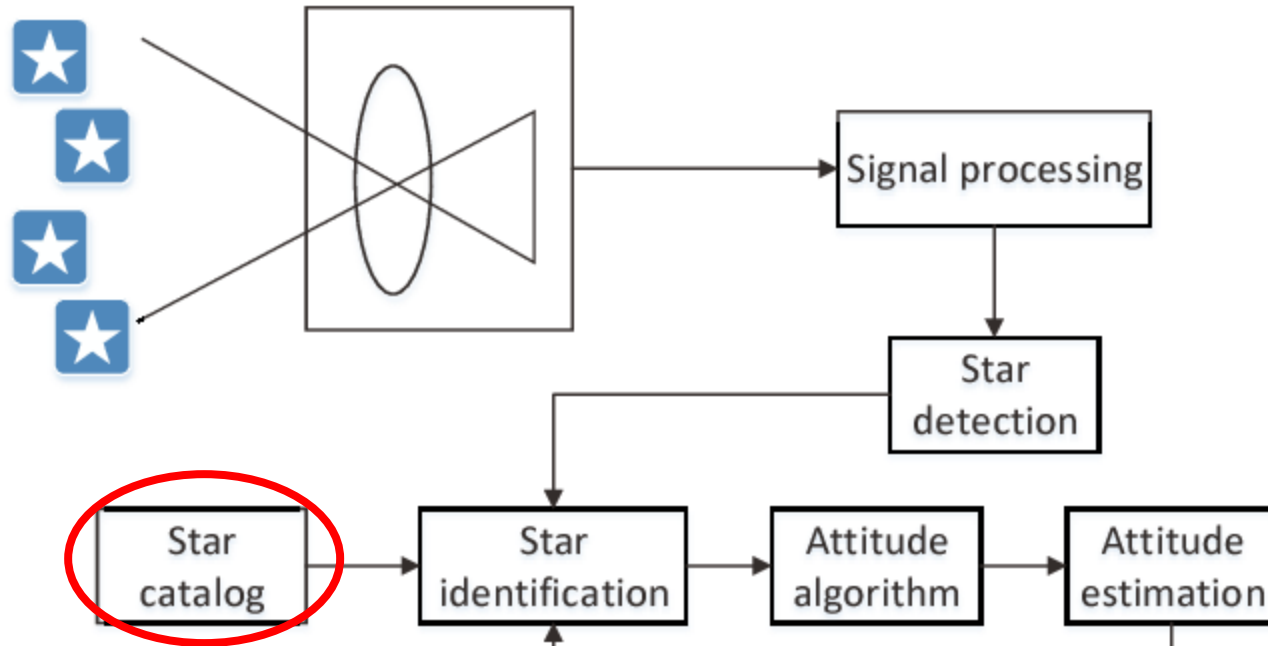 Signal processing
Star
detection
Star
catalog
Star
identification
Attitude
algorithm
Attitude
estimation